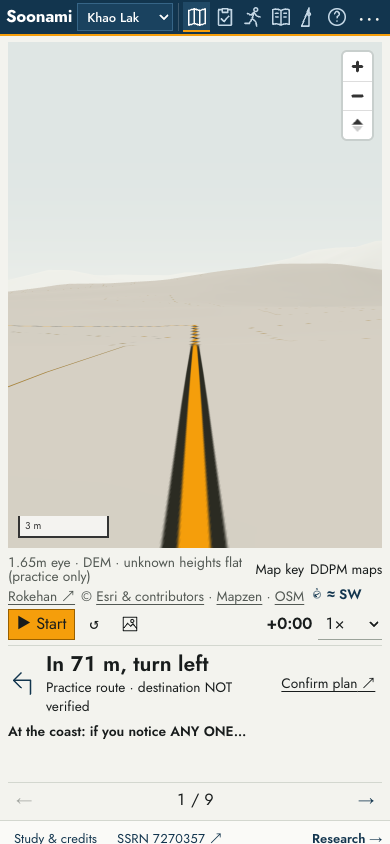 Soonami Khao Lak
3 m
1.65m eye · DEM · unknown heights flat
(practice only)
Map key DDPM maps
Rokehan ↗ © Esri & contributors · Mapzen · OSM
≈ SW
Start +0:00 1×
In 71 m, turn left
Practice route · destination NOT
verified
Confirm plan ↗
At the coast: if you notice ANY ONE…
← 1 / 9 →
Study & credits SSRN 7270357 ↗ Research →